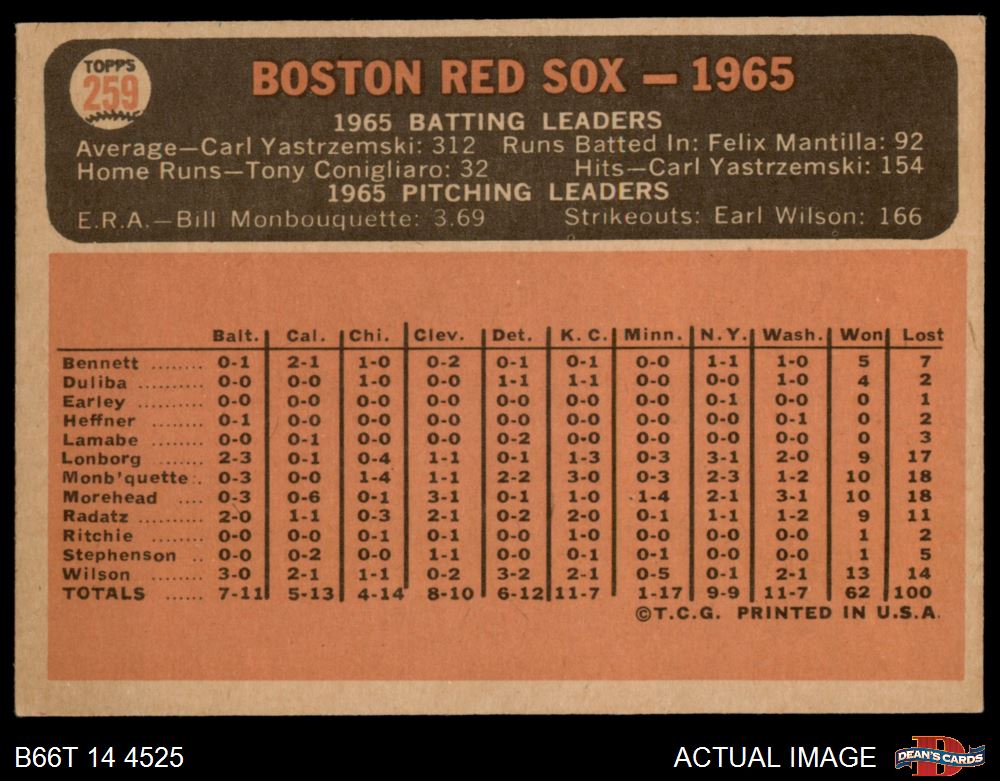 TOPPS
259
BOSTON RED SOX — 1965
1965 BATTING LEADERS
Average—Carl Yastrzemski: 312 Runs Batted In: Felix Mantilla: 92
Home Runs—Tony Conigliaro: 32 Hits—Carl Yastrzemski: 154
1965 PITCHING LEADERS
E.R.A.—Bill Monbouquette: 3.69 Strikeouts: Earl Wilson: 166
Balt. Cal. Chi. Clev. Det. K. C. Minn. N. Y. Wash. Won Lost
Bennett ........ 0-1 2-1 1-0 0-2 0-1 0-1 0-0 1-1 1-0 5 7
Duliba ......... 0-0 0-0 1-0 0-0 1-1 1-1 0-0 0-0 1-0 4 2
Earley ......... 0-0 0-0 0-0 0-0 0-0 0-0 0-0 0-1 0-0 0 1
Heffner ........ 0-1 0-0 0-0 0-0 0-0 0-0 0-0 0-0 0-1 0 2
Lamabe ........ 0-0 0-1 0-0 0-0 0-2 0-0 0-0 0-0 0-0 0 3
Lonborg ....... 2-3 0-1 0-4 1-1 0-1 1-3 0-3 3-1 2-0 9 17
Monb'quette . 0-3 0-0 1-4 1-1 2-2 3-0 0-3 2-3 1-2 10 18
Morehead .... 0-3 0-6 0-1 3-1 0-1 1-0 1-4 2-1 3-1 10 18
Radatz ......... 2-0 1-1 0-3 2-1 0-2 2-0 0-1 1-1 1-2 9 11
Ritchie ......... 0-0 0-0 0-1 0-1 0-0 1-0 0-0 0-0 0-0 1 2
Stephenson .. 0-0 0-2 0-0 1-1 0-0 0-1 0-1 0-0 0-0 1 5
Wilson ......... 3-0 2-1 1-1 0-2 3-2 2-1 0-5 0-1 2-1 13 14
TOTALS ...... 7-11 5-13 4-14 8-10 6-12 11-7 1-17 9-9 11-7 62 100
©T.C.G. PRINTED IN U.S.A.
B66T 14 4525 ACTUAL IMAGE
D
DEAN'S CARDS